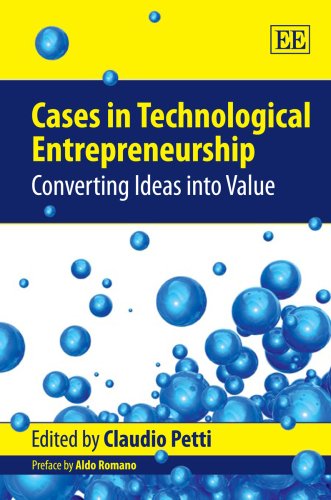 EE
Cases in Technological
Entrepreneurship
Converting Ideas into Value
Edited by Claudio Petti
Preface by Aldo Romano